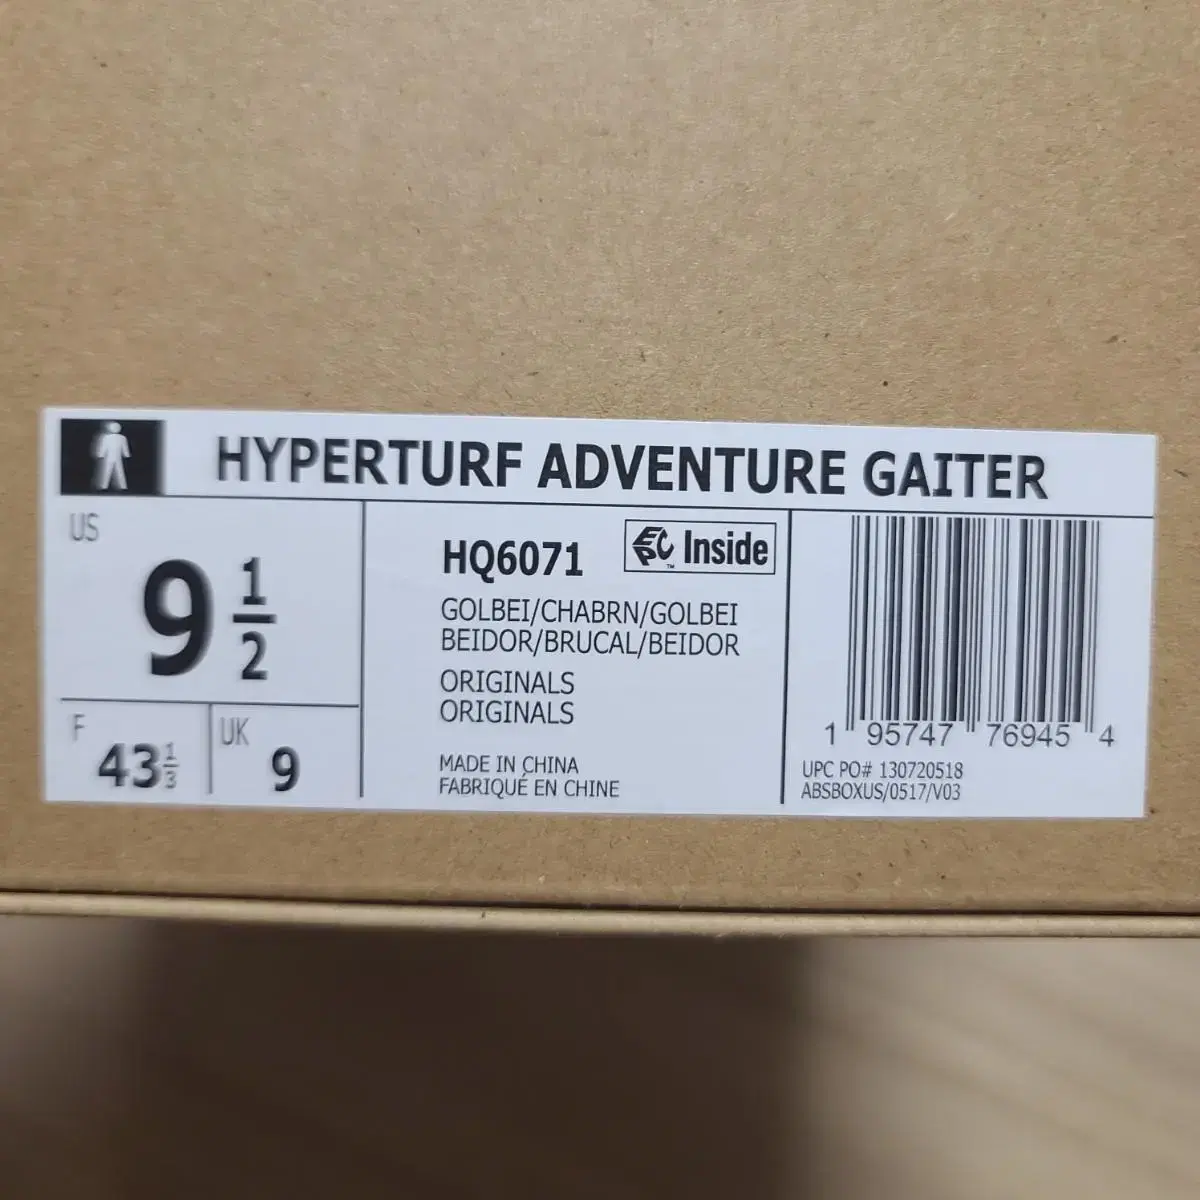 HYPERTURF ADVENTURE GAITER
US
9 1/2
F
43 1/3
UK
9
HQ6071
EPC Inside
™
GOLBEI/CHABRN/GOLBEI
BEIDOR/BRUCAL/BEIDOR
ORIGINALS
ORIGINALS
MADE IN CHINA
FABRIQUÉ EN CHINE
1 95747 76945 4
UPC PO# 130720518
ABSBOXUS/0517/V03